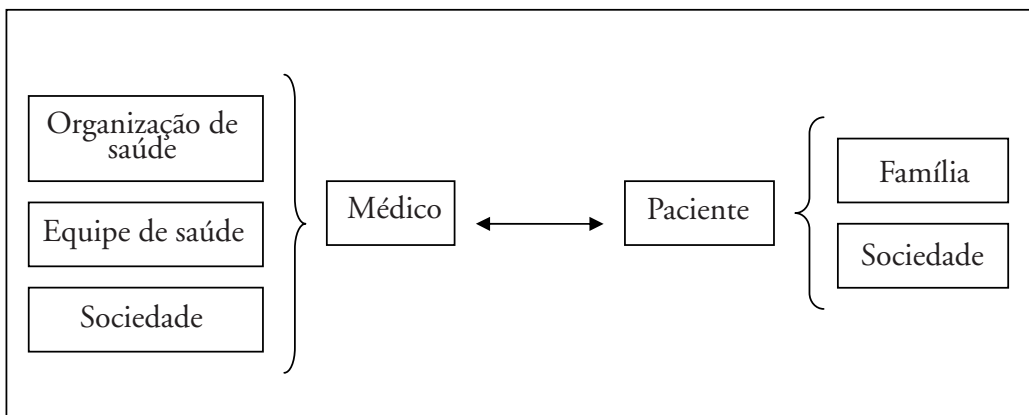 Organização de
saúde
Equipe de saúde
Sociedade
Médico
Paciente
Família
Sociedade